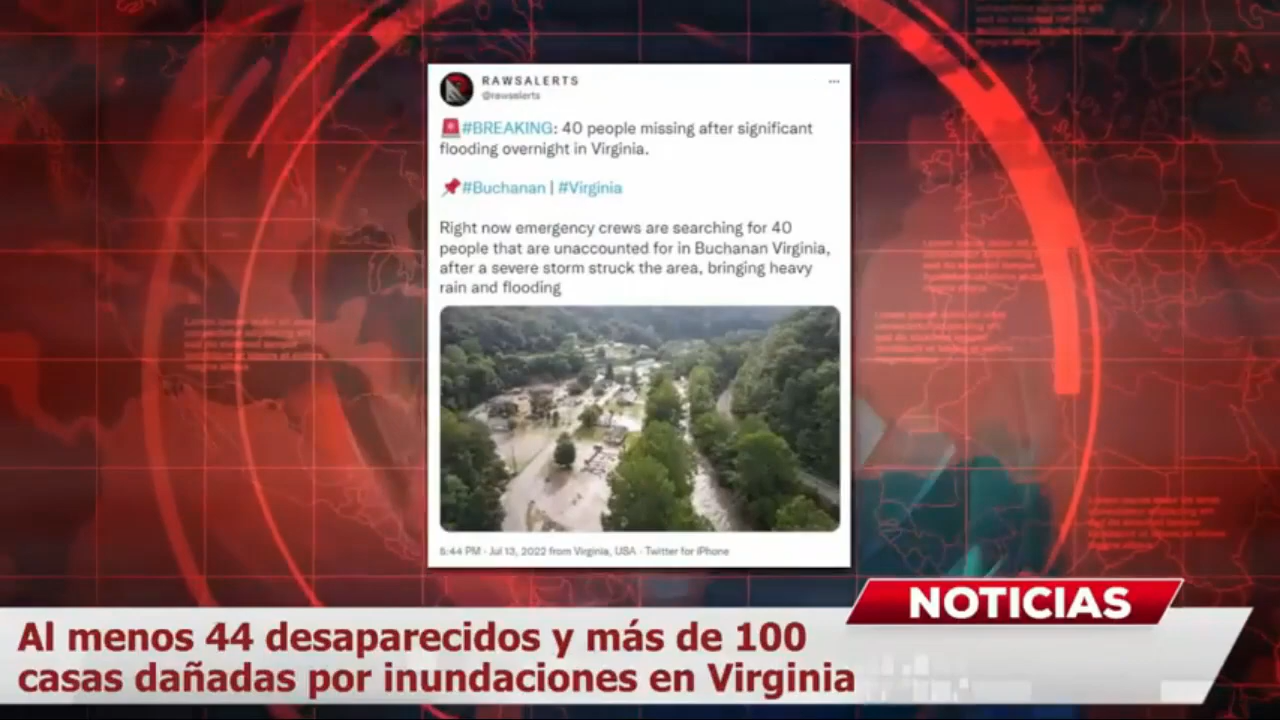 RAWSALERTS
@rawsalerts
#BREAKING: 40 people missing after significant
flooding overnight in Virginia.
#Buchanan | #Virginia
Right now emergency crews are searching for 40
people that are unaccounted for in Buchanan Virginia,
after a severe storm struck the area, bringing heavy
rain and flooding
Jul 13, 2022 from Virginia, USA · Twitter for iPhone
NOTICIAS
Al menos 44 desaparecidos y más de 100
casas dañadas por inundaciones en Virginia